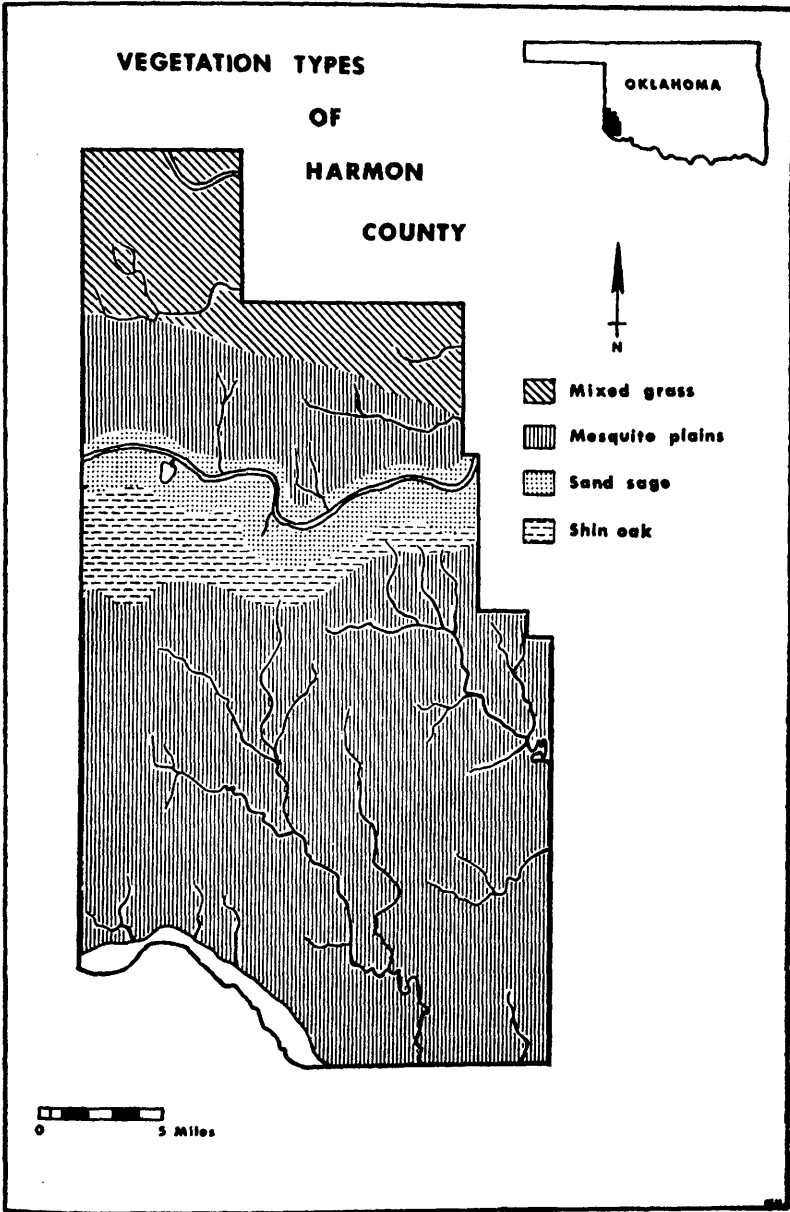 VEGETATION TYPES
OF
HARMON
COUNTY
OKLAHOMA
N
Mixed grass
Mesquite plains
Sand sage
Shin oak
0 5 Miles